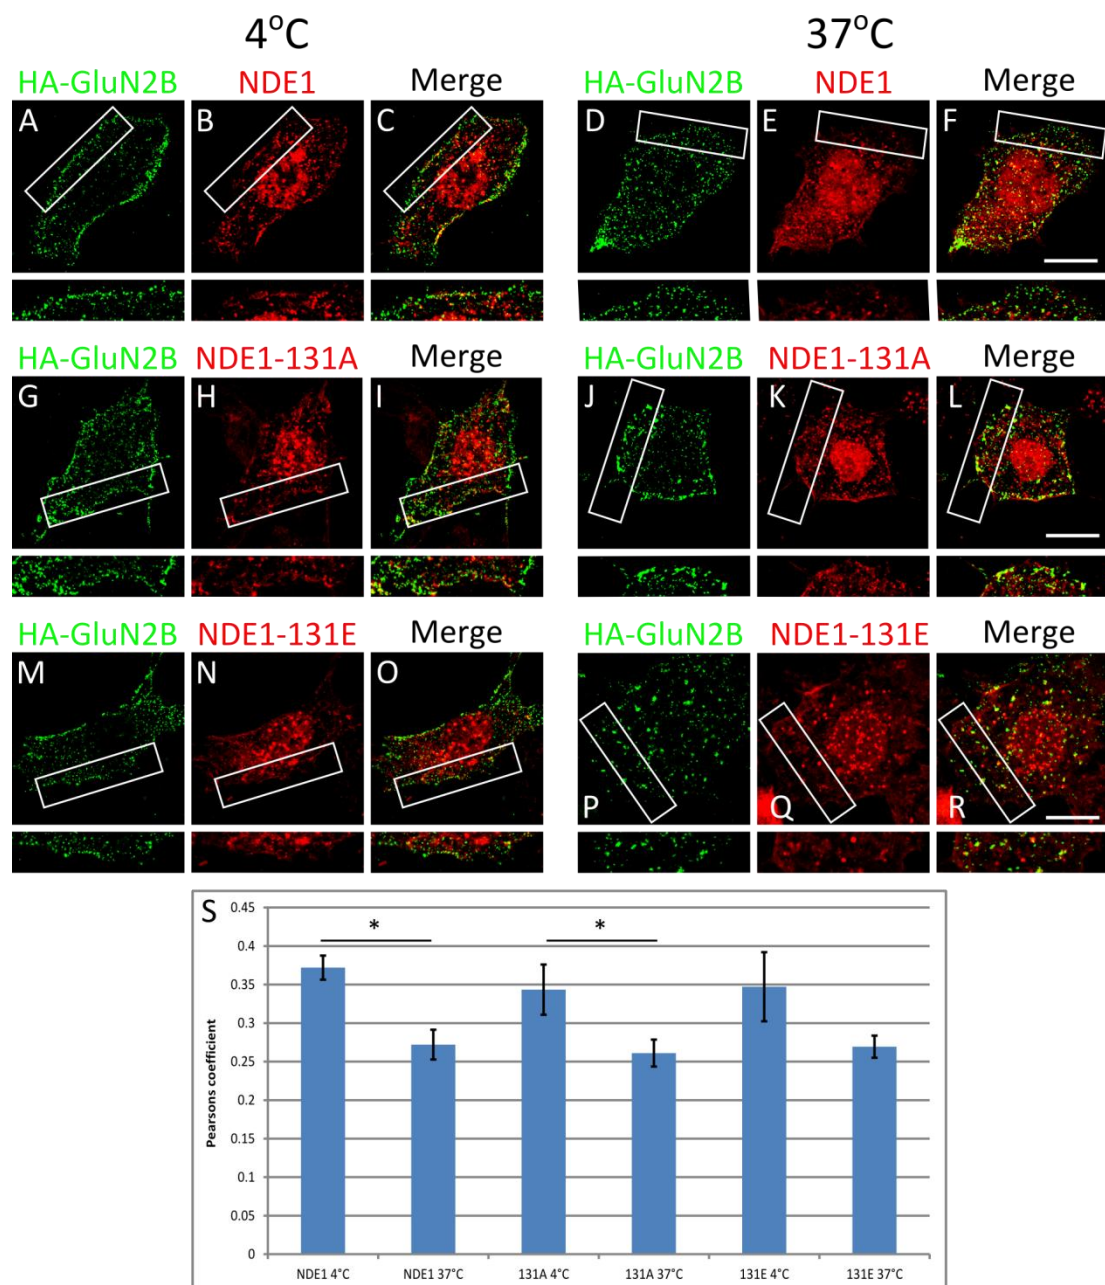 4°C 37°C
HA-GluN2B NDE1 Merge HA-GluN2B NDE1 Merge
A B C D E F
HA-GluN2B NDE1-131A Merge HA-GluN2B NDE1-131A Merge
G H I J K L
HA-GluN2B NDE1-131E Merge HA-GluN2B NDE1-131E Merge
M N O P Q R
S
* *
Pearsons coefficient
0.45
0.4
0.35
0.3
0.25
0.2
0.15
0.1
0.05
0
NDE1 4°C NDE1 37°C 131A 4°C 131A 37°C 131E 4°C 131E 37°C